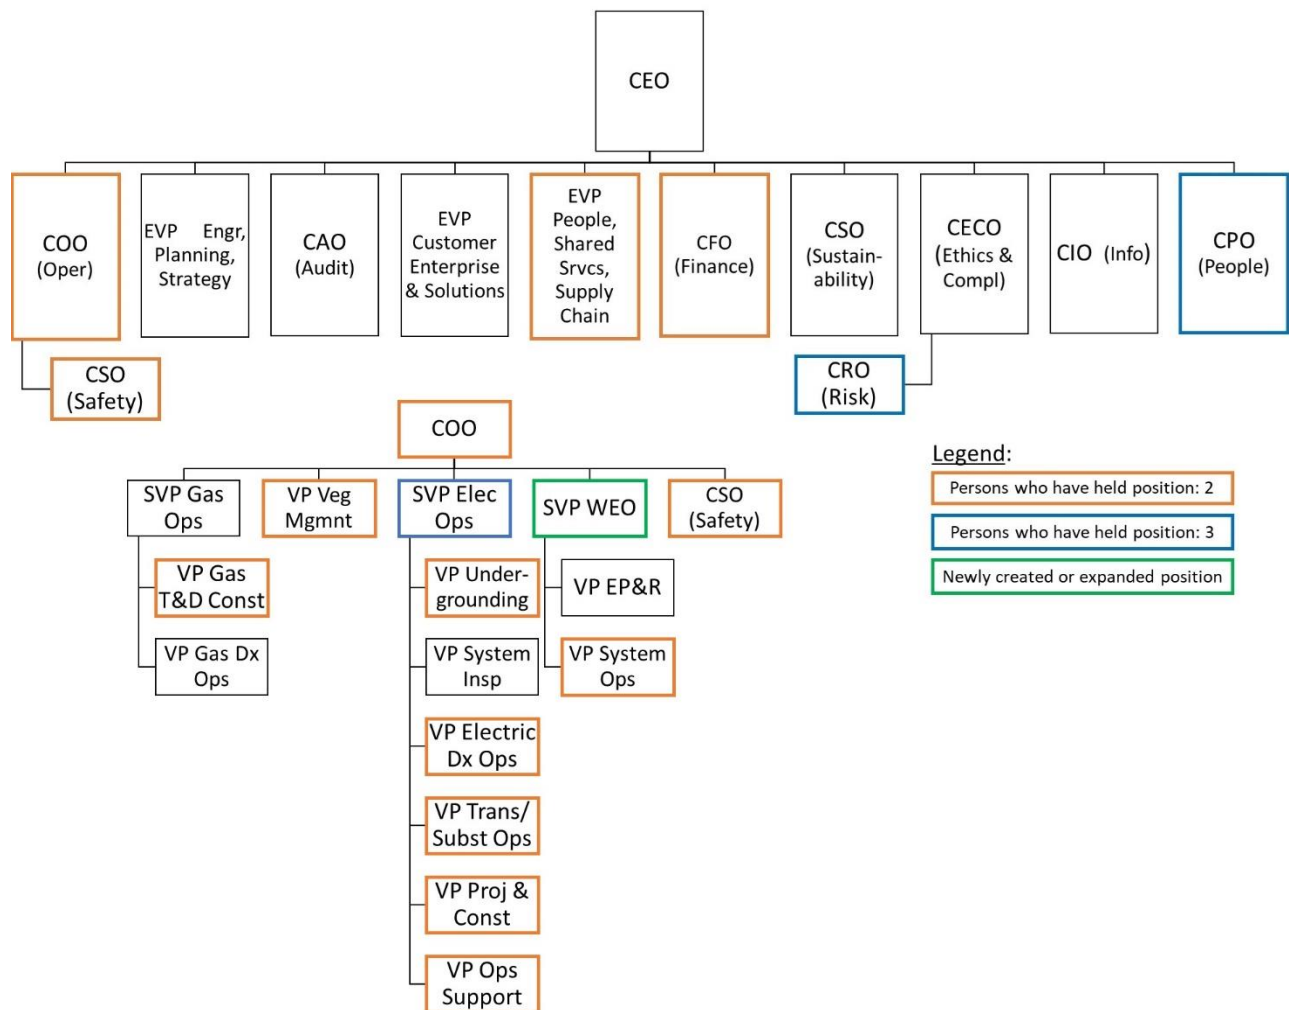 CEO
COO
(Oper)
EVP Engr,
Planning,
Strategy
CAO
(Audit)
EVP
Customer
Enterprise
& Solutions
EVP
People,
Shared
Srvcs,
Supply
Chain
CFO
(Finance)
CSO
(Sustain-
ability)
CECO
(Ethics &
Compl)
CIO (Info)
CPO
(People)
CSO
(Safety)
CRO
(Risk)
COO
SVP Gas
Ops
VP Veg
Mgmnt
SVP Elec
Ops
SVP WEO
CSO
(Safety)
VP Gas
T&D Const
VP Gas Dx
Ops
VP Under-
grounding
VP System
Insp
VP Electric
Dx Ops
VP Trans/
Subst Ops
VP Proj &
Const
VP Ops
Support
VP EP&R
VP System
Ops
Legend:
Persons who have held position: 2
Persons who have held position: 3
Newly created or expanded position